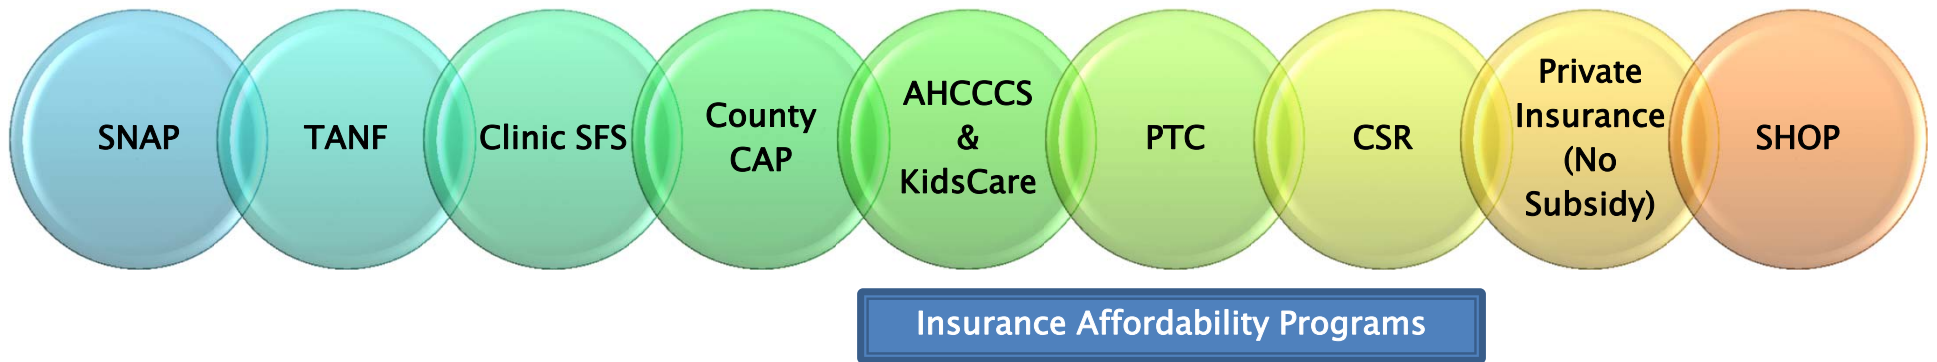 SNAP
TANF
Clinic SFS
County
CAP
AHCCCS
&
KidsCare
PTC
CSR
Private
Insurance
(No
Subsidy)
SHOP
Insurance Affordability Programs